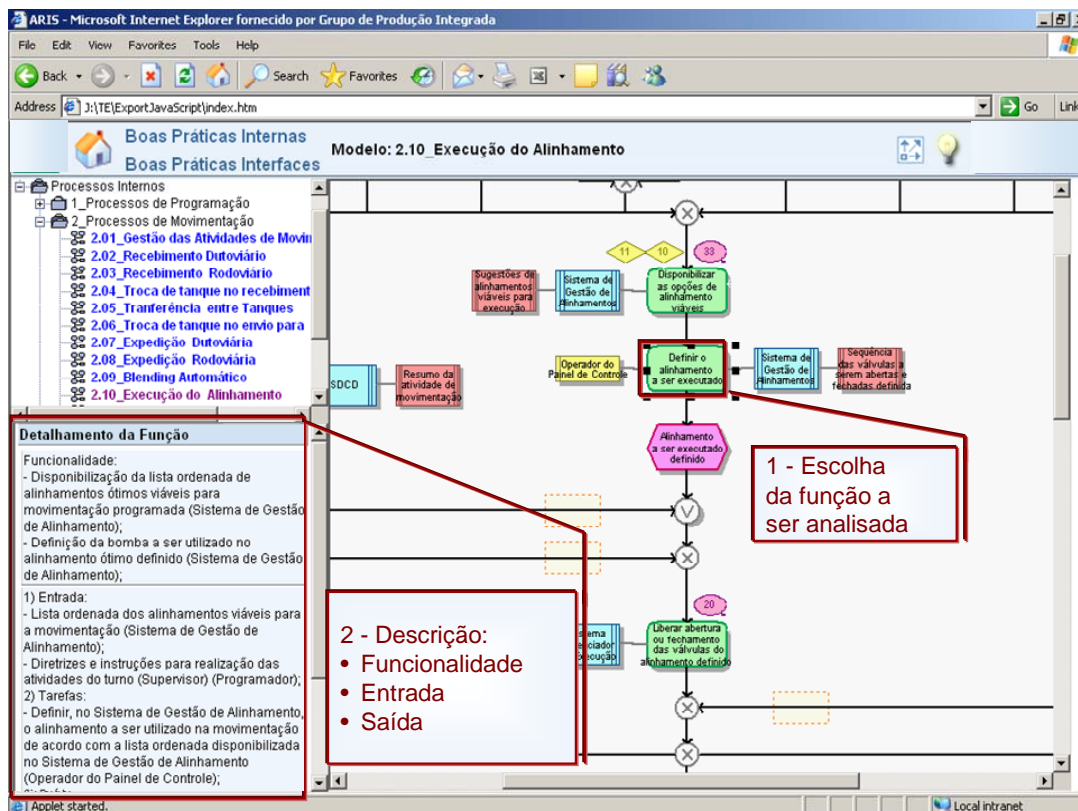 ARIS - Microsoft Internet Explorer fornecido por Grupo de Produção Integrada
File Edit View Favorites Tools Help
Back Search Favorites
Address J:\TE\ExportJavaScript\index.htm Go Link
Boas Práticas Internas
Boas Práticas Interfaces
Modelo: 2.10_Execução do Alinhamento
Processos Internos
1_Processos de Programação
2_Processos de Movimentação
2.01_Gestão das Atividades de Movin
2.02_Recebimento Dutoviário
2.03_Recebimento Rodoviário
2.04_Troca de tanque no recebiment
2.05_Tranferência entre Tanques
2.06_Troca de tanque no envio para
2.07_Expedição Dutoviária
2.08_Expedição Rodoviária
2.09_Blending Automático
2.10_Execução do Alinhamento
Detalhamento da Função
Funcionalidade:
- Disponibilização da lista ordenada de
alinhamentos ótimos viáveis para
movimentação programada (Sistema de Gestão
de Alinhamento);
- Definição da bomba a ser utilizado no
alinhamento ótimo definido (Sistema de Gestão
de Alinhamento);
1) Entrada:
- Lista ordenada dos alinhamentos viáveis para
a movimentação (Sistema de Gestão de
Alinhamento);
- Diretrizes e instruções para realização das
atividades do turno (Supervisor) (Programador);
2) Tarefas:
- Definir, no Sistema de Gestão de Alinhamento,
o alinhamento a ser utilizado na movimentação
de acordo com a lista ordenada disponibilizada
no Sistema de Gestão de Alinhamento
(Operador do Painel de Controle);
11
10
33
Sugestões de
alinhamentos
viáveis para
execução
Sistema de
Gestão de
Alinhamentos
Disponibilizar
as opções de
alinhamento
viáveis
SDCD
Resumo da
atividade de
movimentação
Operador do
Painel de Controle
Definir o
alinhamento
a ser executado
Sistema de
Gestão de
Alinhamentos
Seqüência
das válvulas a
serem abertas e
fechadas definida
Alinhamento
a ser executado
definido
1 - Escolha
da função a
ser analisada
V
20
Liberar abertura
ou fechamento
das válvulas do
alinhamento definido
2 - Descrição:
• Funcionalidade
• Entrada
• Saída
Applet started.
Local intranet